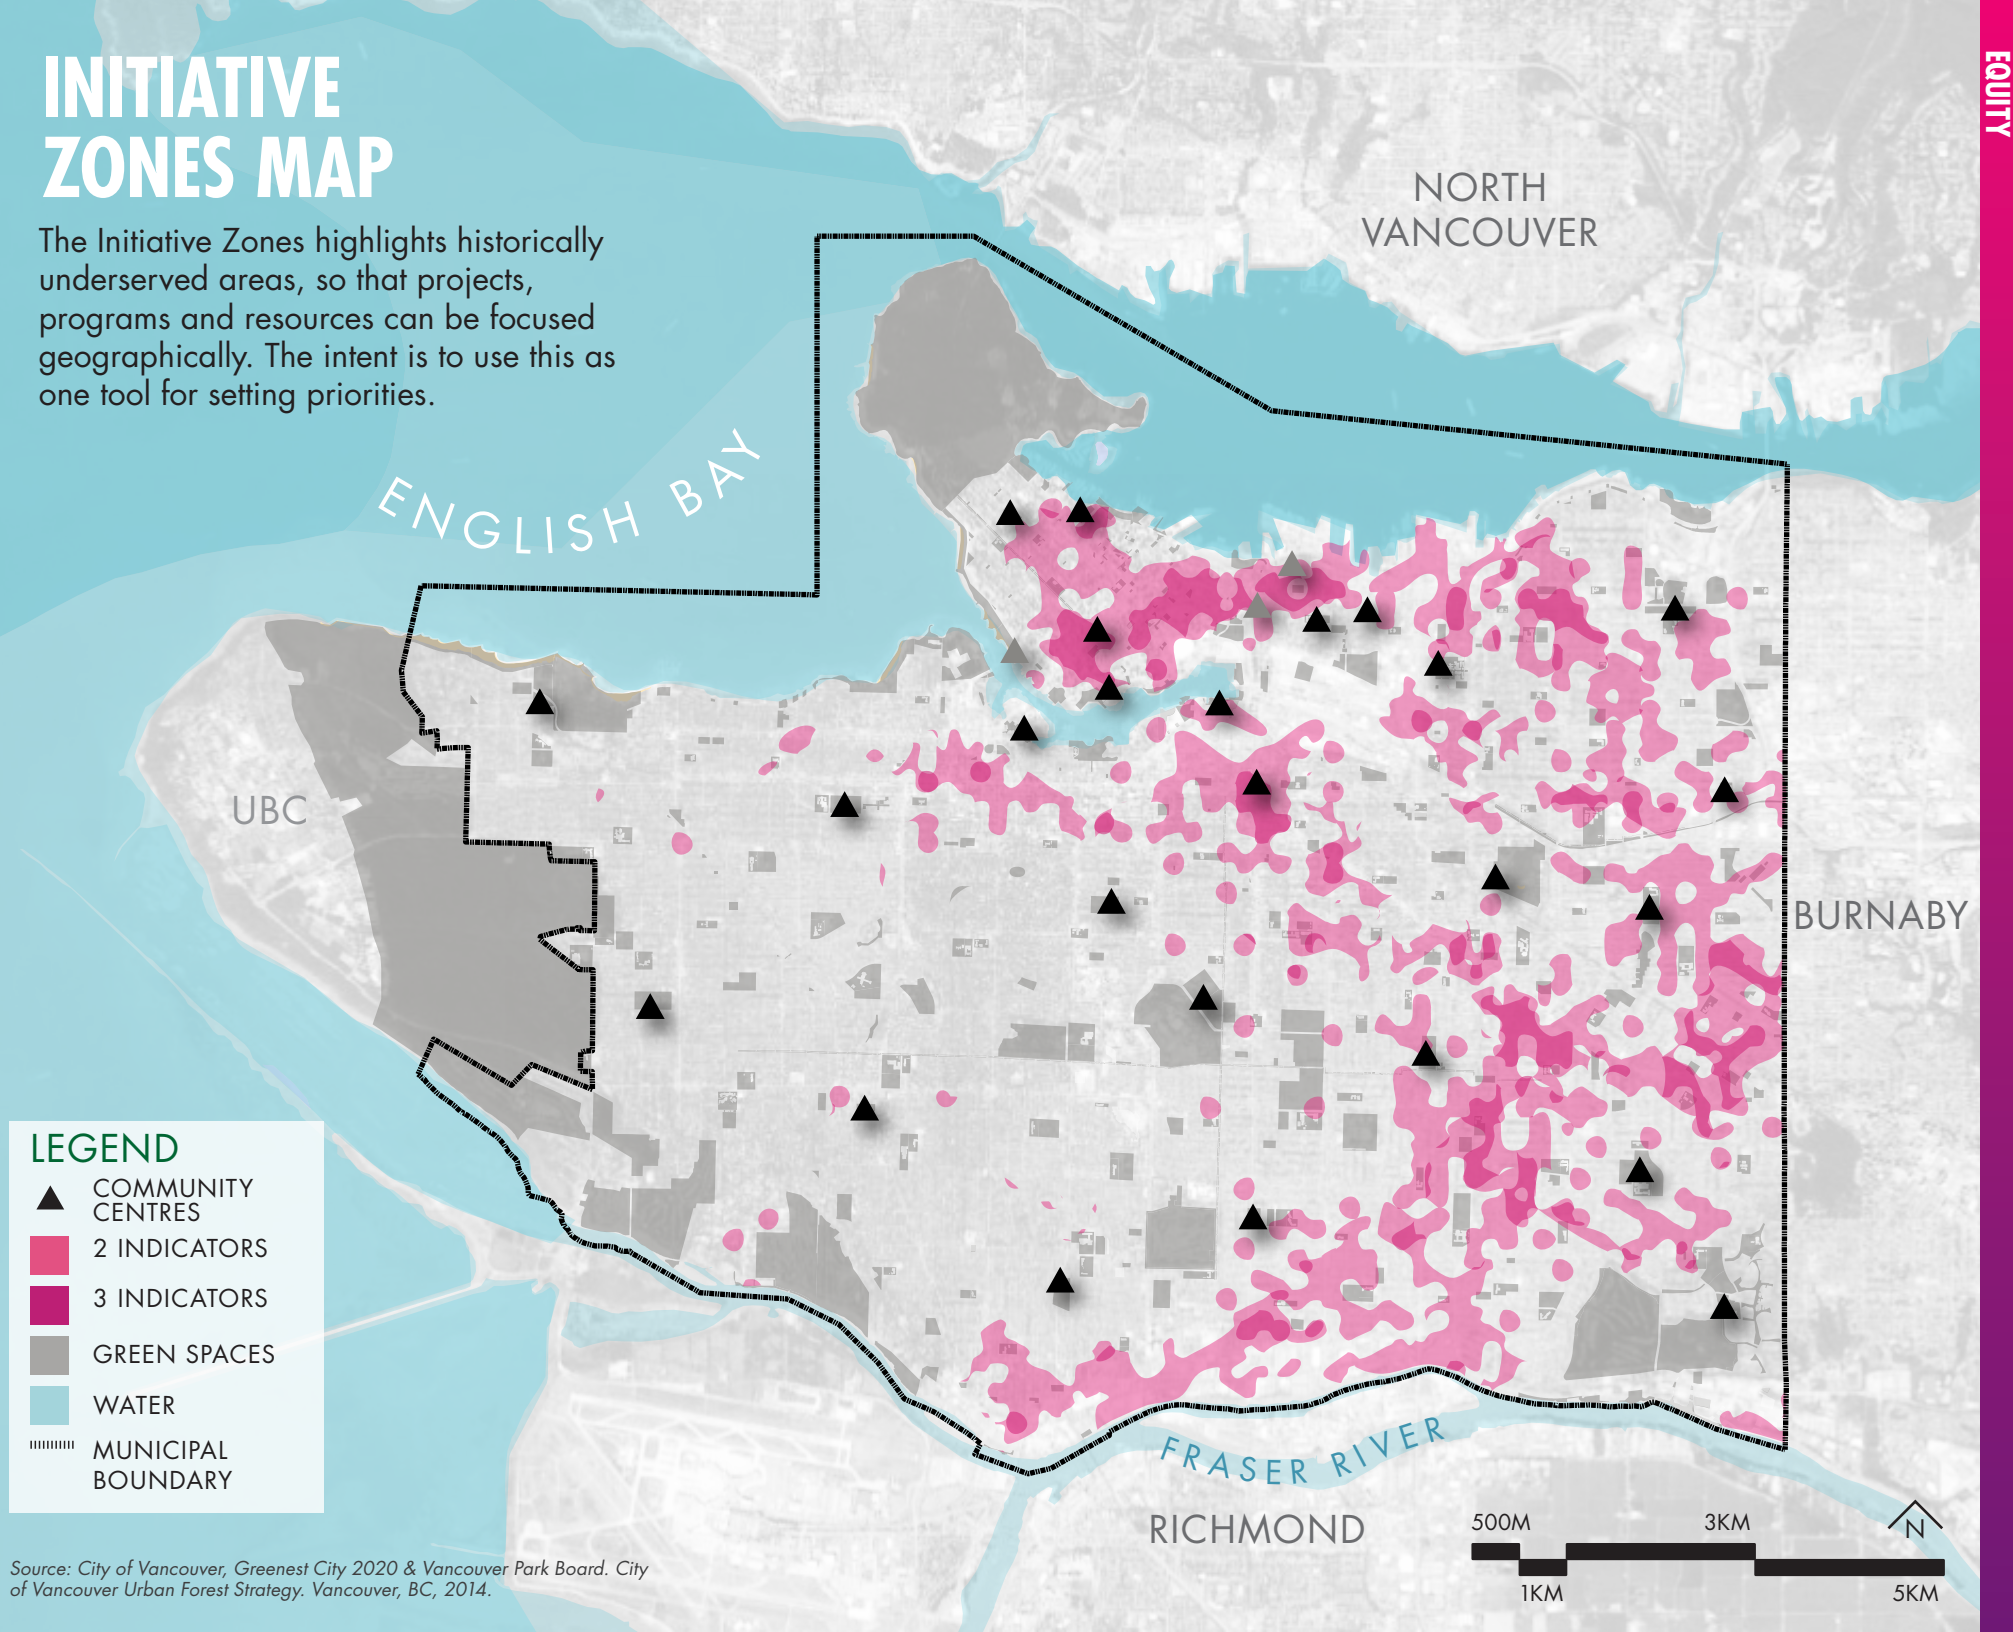 INITIATIVE
ZONES MAP
The Initiative Zones highlights historically
underserved areas, so that projects,
programs and resources can be focused
geographically. The intent is to use this as
one tool for setting priorities.
EQUITY
NORTH
VANCOUVER
ENGLISH BAY
UBC
BURNABY
LEGEND
COMMUNITY
CENTRES
2 INDICATORS
3 INDICATORS
GREEN SPACES
WATER
MUNICIPAL
BOUNDARY
FRASER RIVER
RICHMOND
500M
3KM
N
1KM
5KM
Source: City of Vancouver, Greenest City 2020 & Vancouver Park Board. City
of Vancouver Urban Forest Strategy. Vancouver, BC, 2014.